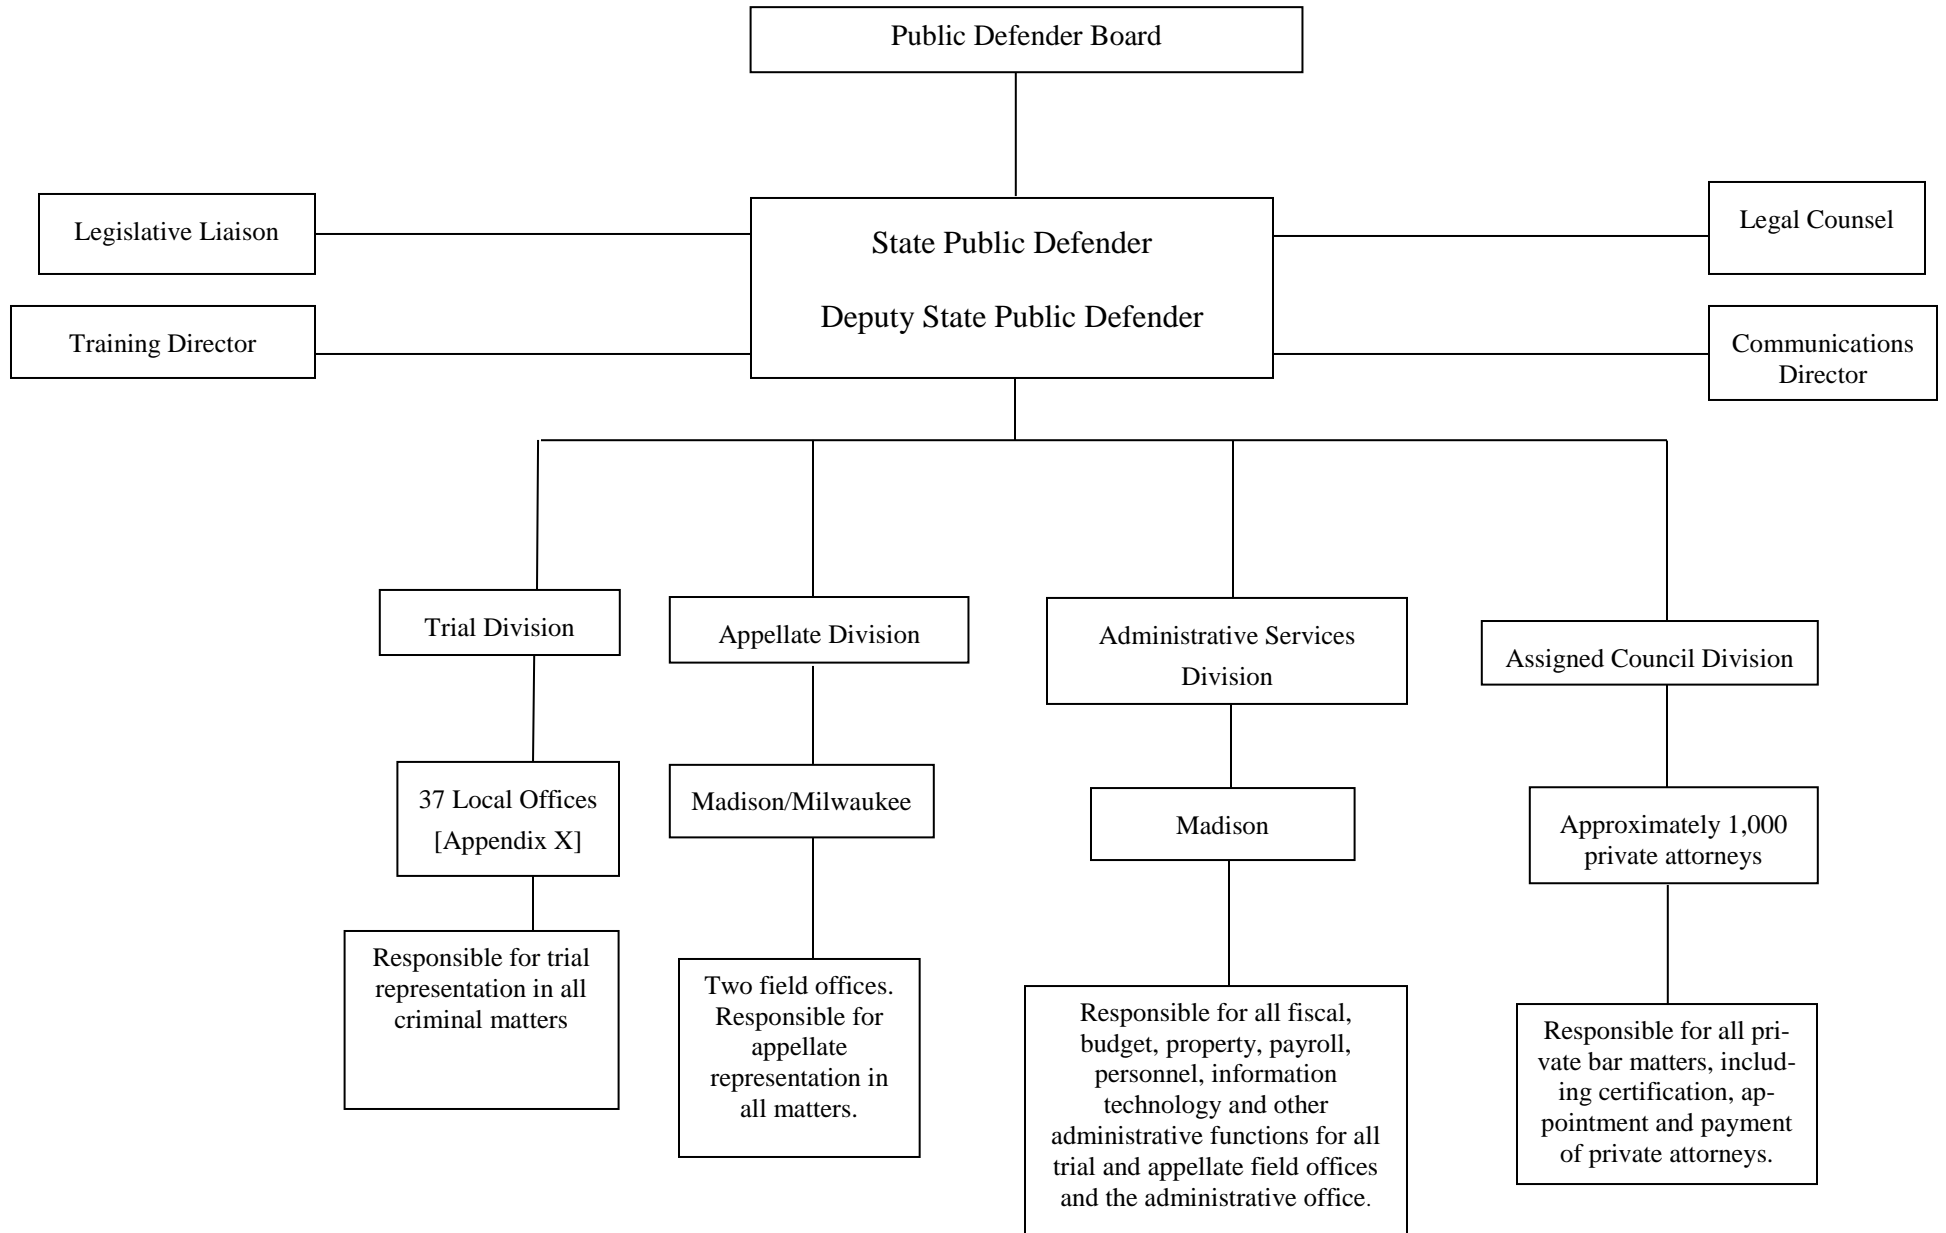 Public Defender Board
Legislative Liaison
State Public Defender
Deputy State Public Defender
Legal Counsel
Training Director
Communications
Director
Trial Division
Appellate Division
Administrative Services
Division
Assigned Council Division
37 Local Offices
[Appendix X]
Madison/Milwaukee
Madison
Approximately 1,000
private attorneys
Responsible for trial
representation in all
criminal matters
Two field offices.
Responsible for
appellate
representation in
all matters.
Responsible for all fiscal,
budget, property, payroll,
personnel, information
technology and other
administrative functions for all
trial and appellate field offices
and the administrative office.
Responsible for all pri-
vate bar matters, includ-
ing certification, ap-
pointment and payment
of private attorneys.